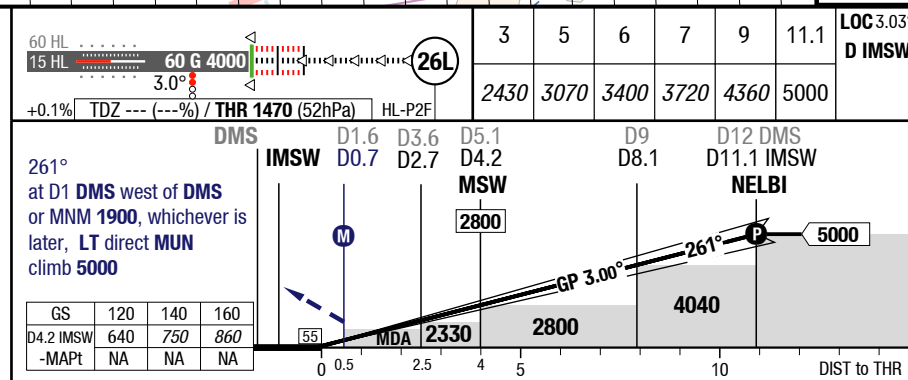 60 HL
15 HL 60 G 4000 26L
3.0°
+0.1% TDZ --- (---%) / THR 1470 (52hPa) HL-P2F
3 5 6 7 9 11.1
2430 3070 3400 3720 4360 5000
LOC 3.03°
D IMSW
DMS D1.6 D3.6 D5.1 D9 D12 DMS
IMSW D0.7 D2.7 D4.2 D8.1 D11.1 IMSW
MSW NELBI
261°
at D1 DMS west of DMS
or MNM 1900, whichever is
later, LT direct MUN
climb 5000
2800
M
P
5000
261°
GP 3.00°
4040
2800
2330
MDA
55
GS 120 140 160
D4.2 IMSW 640 750 860
-MAPt NA NA NA
0 0.5 2.5 4 5 10 DIST to THR